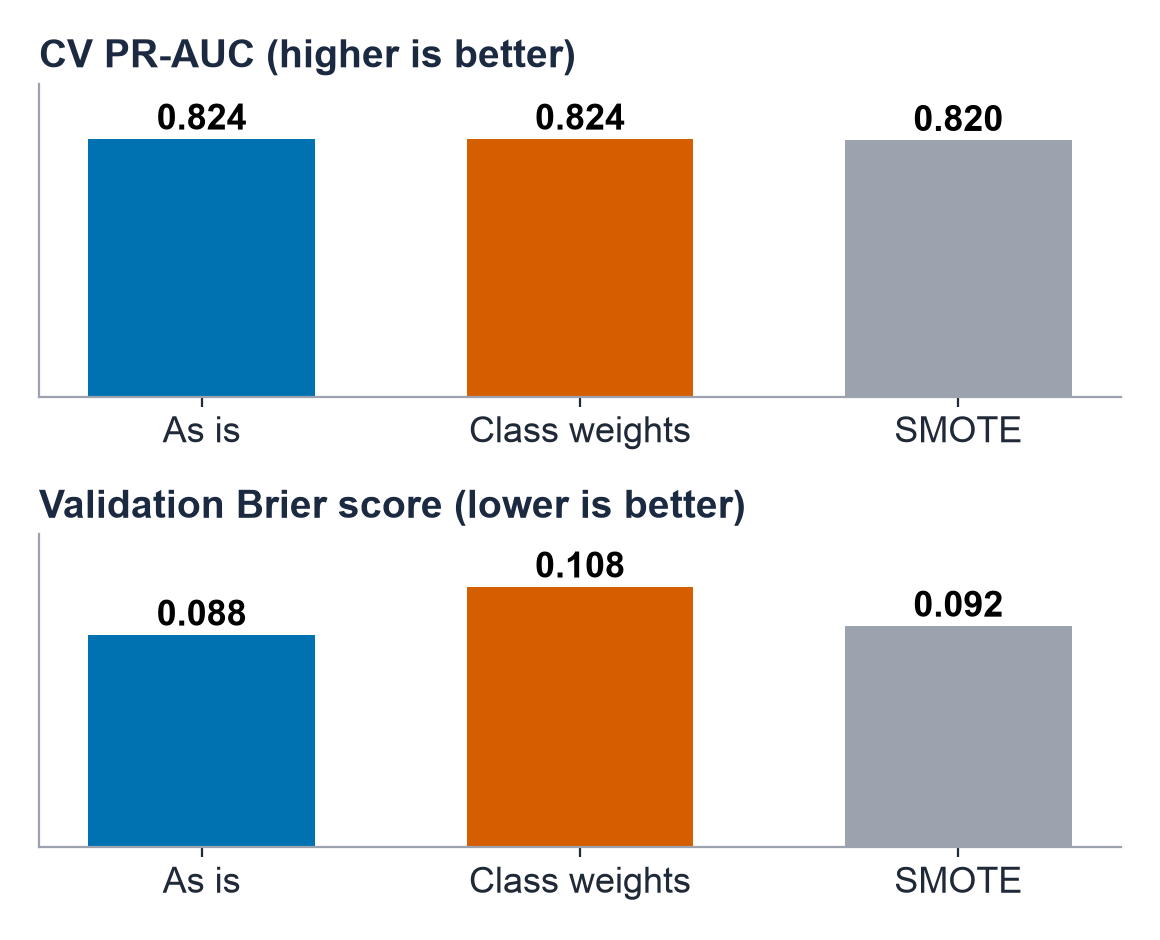 CV PR-AUC (higher is better)
0.824 0.824 0.820
As is Class weights SMOTE
Validation Brier score (lower is better)
0.088 0.108 0.092
As is Class weights SMOTE